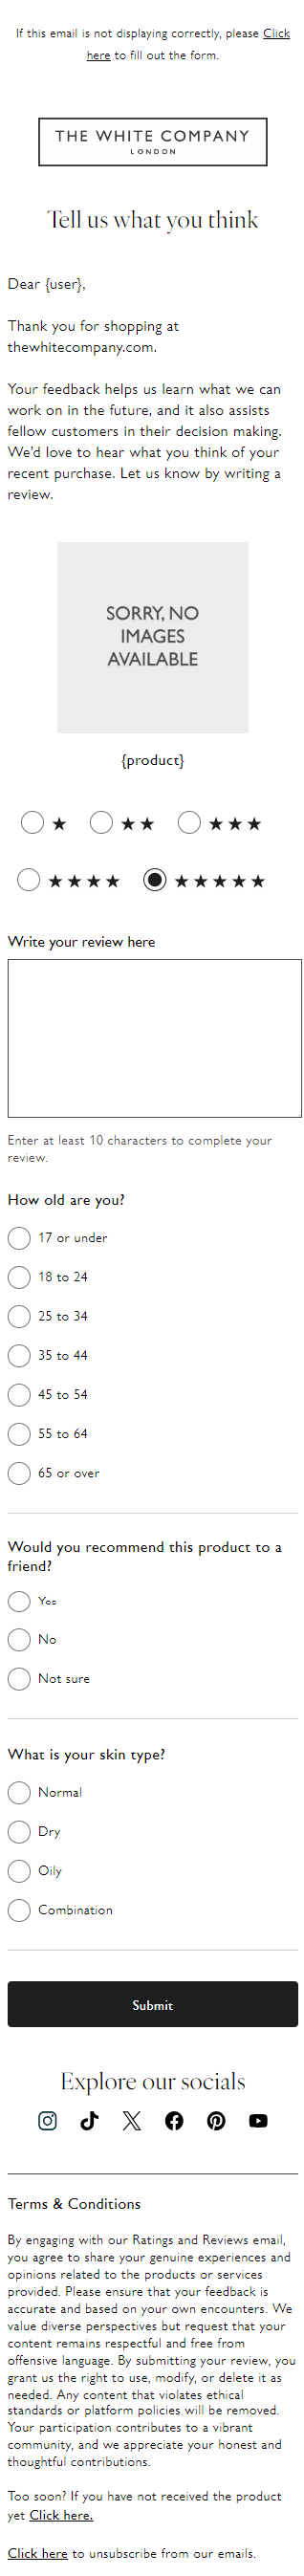 If this email is not displaying correctly, please Click
here to fill out the form.
THE WHITE COMPANY
LONDON
Tell us what you think
Dear {user},
Thank you for shopping at
thewhitecompany.com.
Your feedback helps us learn what we can
work on in the future, and it also assists
fellow customers in their decision making.
We'd love to hear what you think of your
recent purchase. Let us know by writing a
review.
SORRY, NO
IMAGES
AVAILABLE
{product}
★ ★★ ★★★
★★★★ ★★★★★
Write your review here
Enter at least 10 characters to complete your
review.
How old are you?
17 or under
18 to 24
25 to 34
35 to 44
45 to 54
55 to 64
65 or over
Would you recommend this product to a
friend?
Yes
No
Not sure
What is your skin type?
Normal
Dry
Oily
Combination
Submit
Explore our socials
Terms & Conditions
By engaging with our Ratings and Reviews email,
you agree to share your genuine experiences and
opinions related to the products or services
provided. Please ensure that your feedback is
accurate and based on your own encounters. We
value diverse perspectives but request that your
content remains respectful and free from
offensive language. By submitting your review, you
grant us the right to use, modify, or delete it as
needed. Any content that violates ethical
standards or platform policies will be removed.
Your participation contributes to a vibrant
community, and we appreciate your honest and
thoughtful contributions.
Too soon? If you have not received the product
yet Click here.
Click here to unsubscribe from our emails.